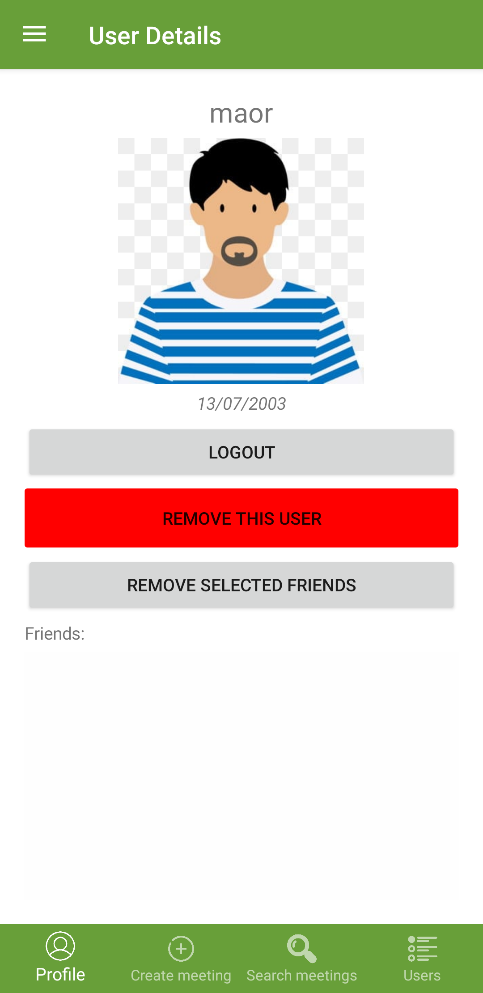 User Details
maor
13/07/2003
LOGOUT
REMOVE THIS USER
REMOVE SELECTED FRIENDS
Friends:
Profile
Create meeting
Search meetings
Users